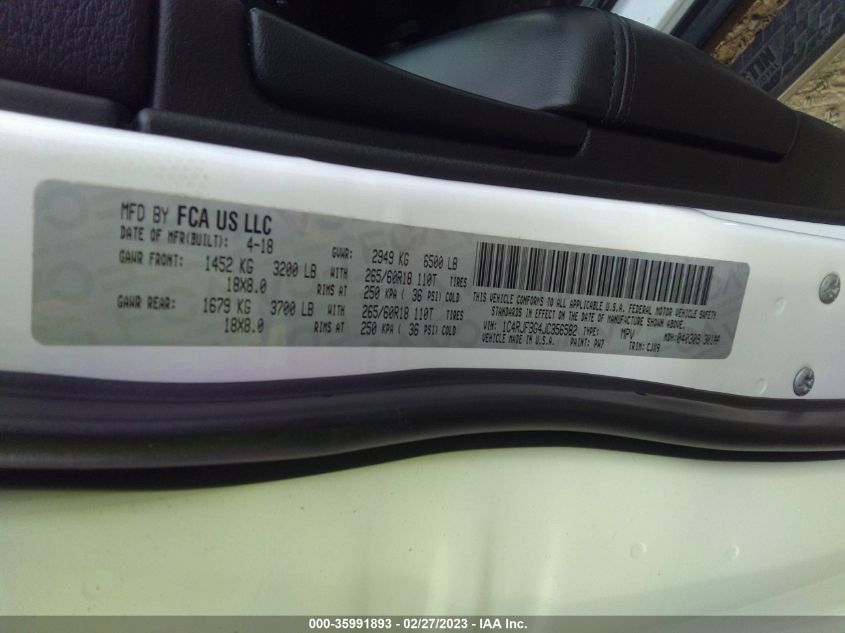 MFD BY FCA US LLC
DATE OF MFR(BUILT): 4-18 GVWR: 2949 KG 6500 LB
GAWR FRONT: 1452 KG 3200 LB WITH 265/60R18 110T TIRES
18X8.0 RIMS AT 250 KPA ( 36 PSI) COLD
GAWR REAR: 1679 KG 3700 LB WITH 265/60R18 110T TIRES
18X8.0 RIMS AT 250 KPA ( 36 PSI) COLD
THIS VEHICLE CONFORMS TO ALL APPLICABLE U.S.A. FEDERAL MOTOR VEHICLE SAFETY
STANDARDS IN EFFECT ON THE DATE OF MANUFACTURE SHOWN ABOVE.
VIN: 1C4RJF3G4JC356582 TYPE: MPV MDH: 040309 301AA
VEHICLE MADE IN U.S.A. PAINT: PW7 TRIM: CJX9
000-35991893 - 02/27/2023 - IAA Inc.